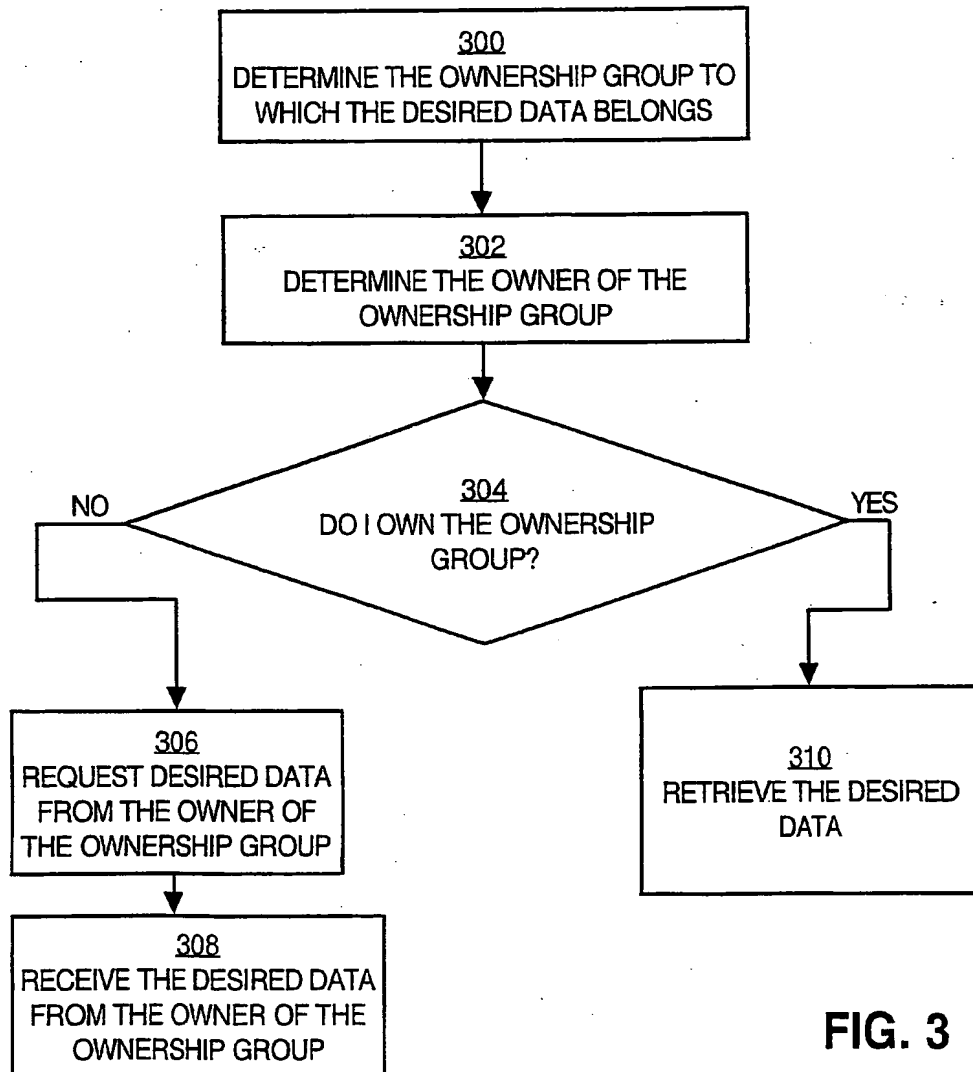 300
DETERMINE THE OWNERSHIP GROUP TO
WHICH THE DESIRED DATA BELONGS
302
DETERMINE THE OWNER OF THE
OWNERSHIP GROUP
304
DO I OWN THE OWNERSHIP
GROUP?
NO
YES
306
REQUEST DESIRED DATA
FROM THE OWNER OF
THE OWNERSHIP GROUP
308
RECEIVE THE DESIRED DATA
FROM THE OWNER OF THE
OWNERSHIP GROUP
310
RETRIEVE THE DESIRED
DATA
FIG. 3